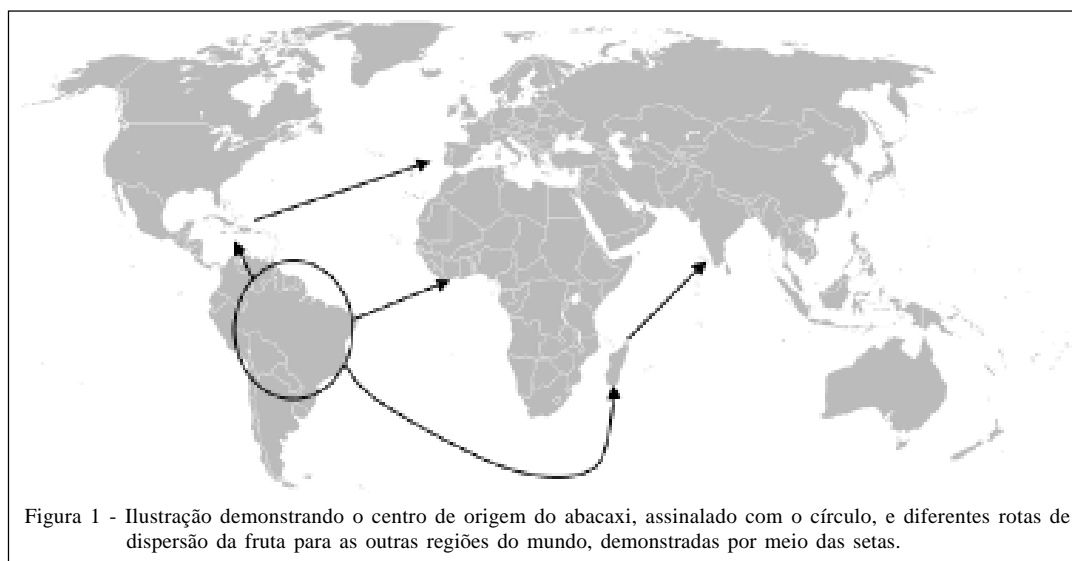 Figura 1 - Ilustração demonstrando o centro de origem do abacaxi, assinalado com o círculo, e diferentes rotas de
dispersão da fruta para as outras regiões do mundo, demonstradas por meio das setas.